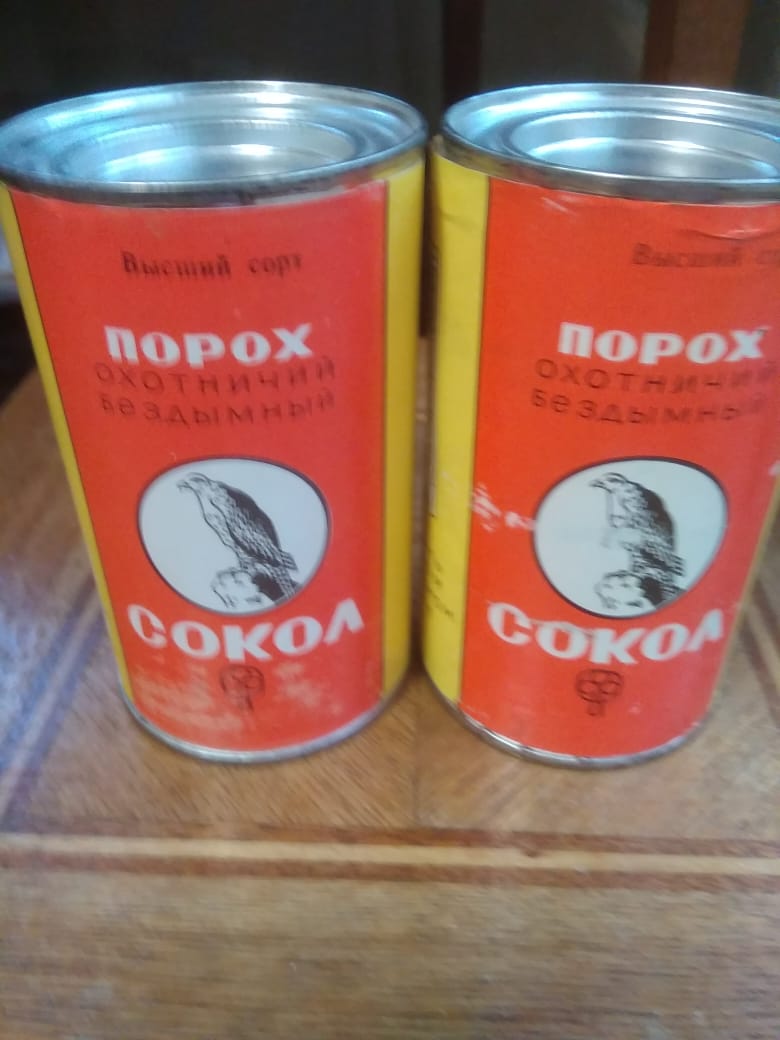 Высший сорт
ПОРОХ
ОХОТНИЧИЙ
БеЗДЫМНЫЙ
СОКОЛ
Высший
ПОРОХ
ОХОТНИЧИЙ
БеЗДЫМНЫЙ
СОКОЛ